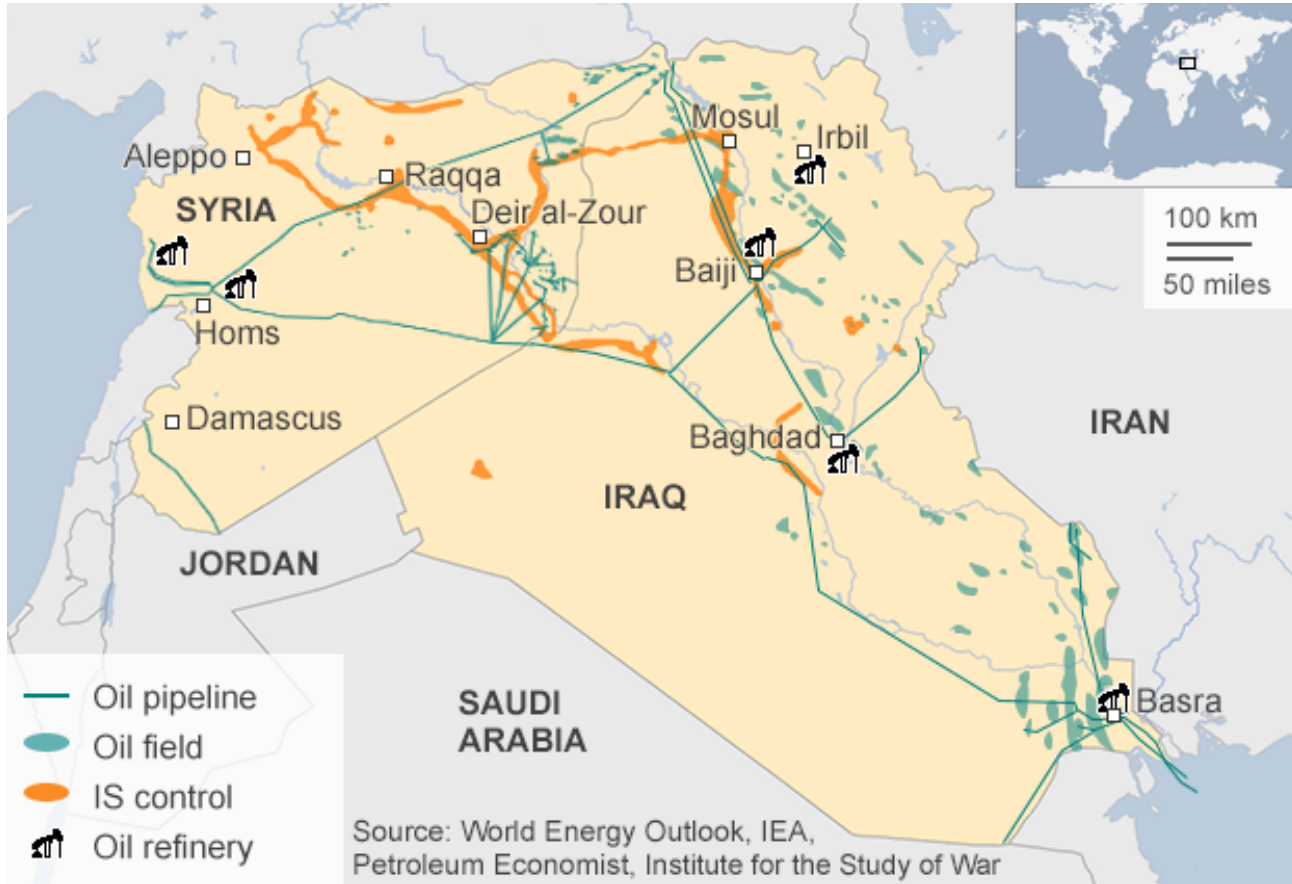 Mosul
Irbil
Aleppo
Raqqa
SYRIA
Deir al-Zour
100 km
50 miles
Baiji
Homs
Damascus
Baghdad
IRAN
IRAQ
JORDAN
SAUDI
ARABIA
Basra
Oil pipeline
Oil field
IS control
Oil refinery
Source: World Energy Outlook, IEA,
Petroleum Economist, Institute for the Study of War